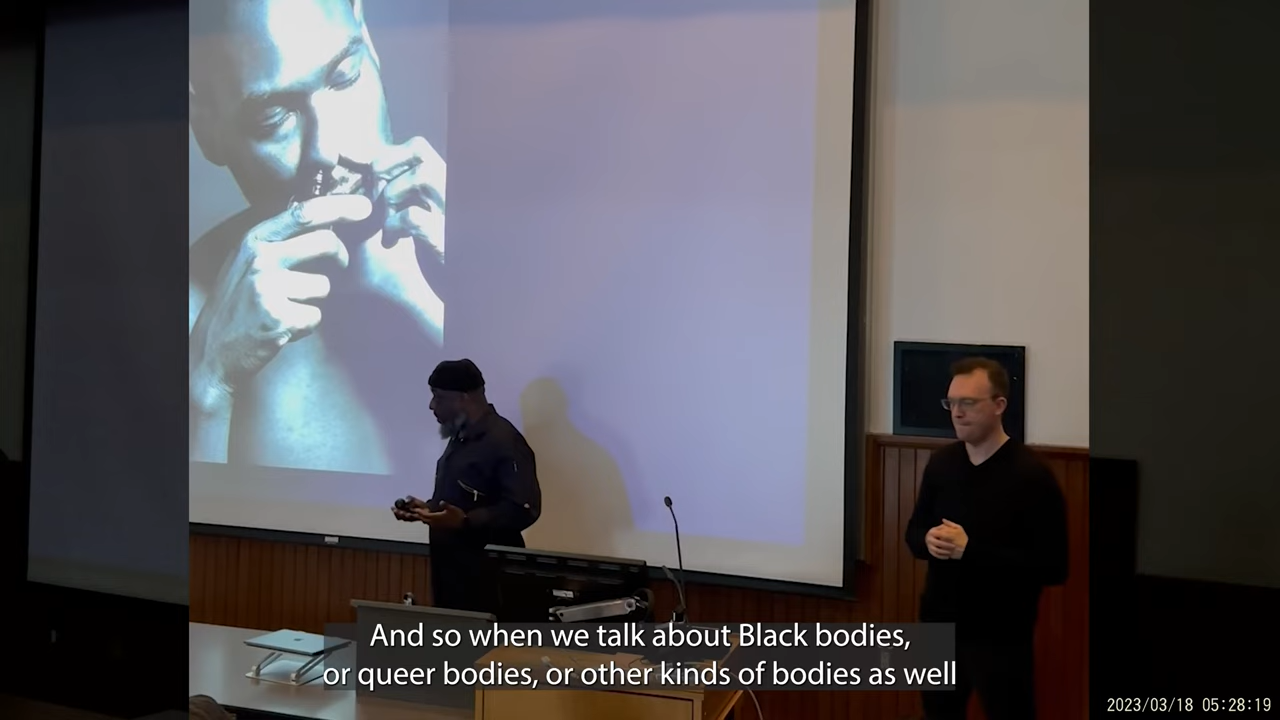 And so when we talk about Black bodies,
or queer bodies, or other kinds of bodies as well
2023/03/18 05:28:19